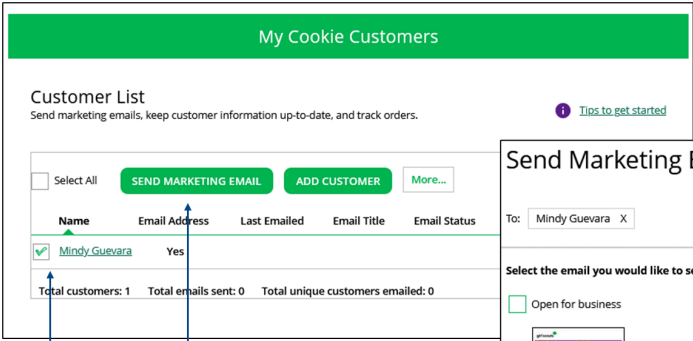 My Cookie Customers
Customer List
Send marketing emails, keep customer information up-to-date, and track orders.
i Tips to get started
Select All SEND MARKETING EMAIL ADD CUSTOMER More...
Name Email Address Last Emailed Email Title Email Status
Mindy Guevara Yes
Total customers: 1 Total emails sent: 0 Total unique customers emailed: 0
Send Marketing
To: Mindy Guevara X
Select the email you would like to
Open for business
girl scouts